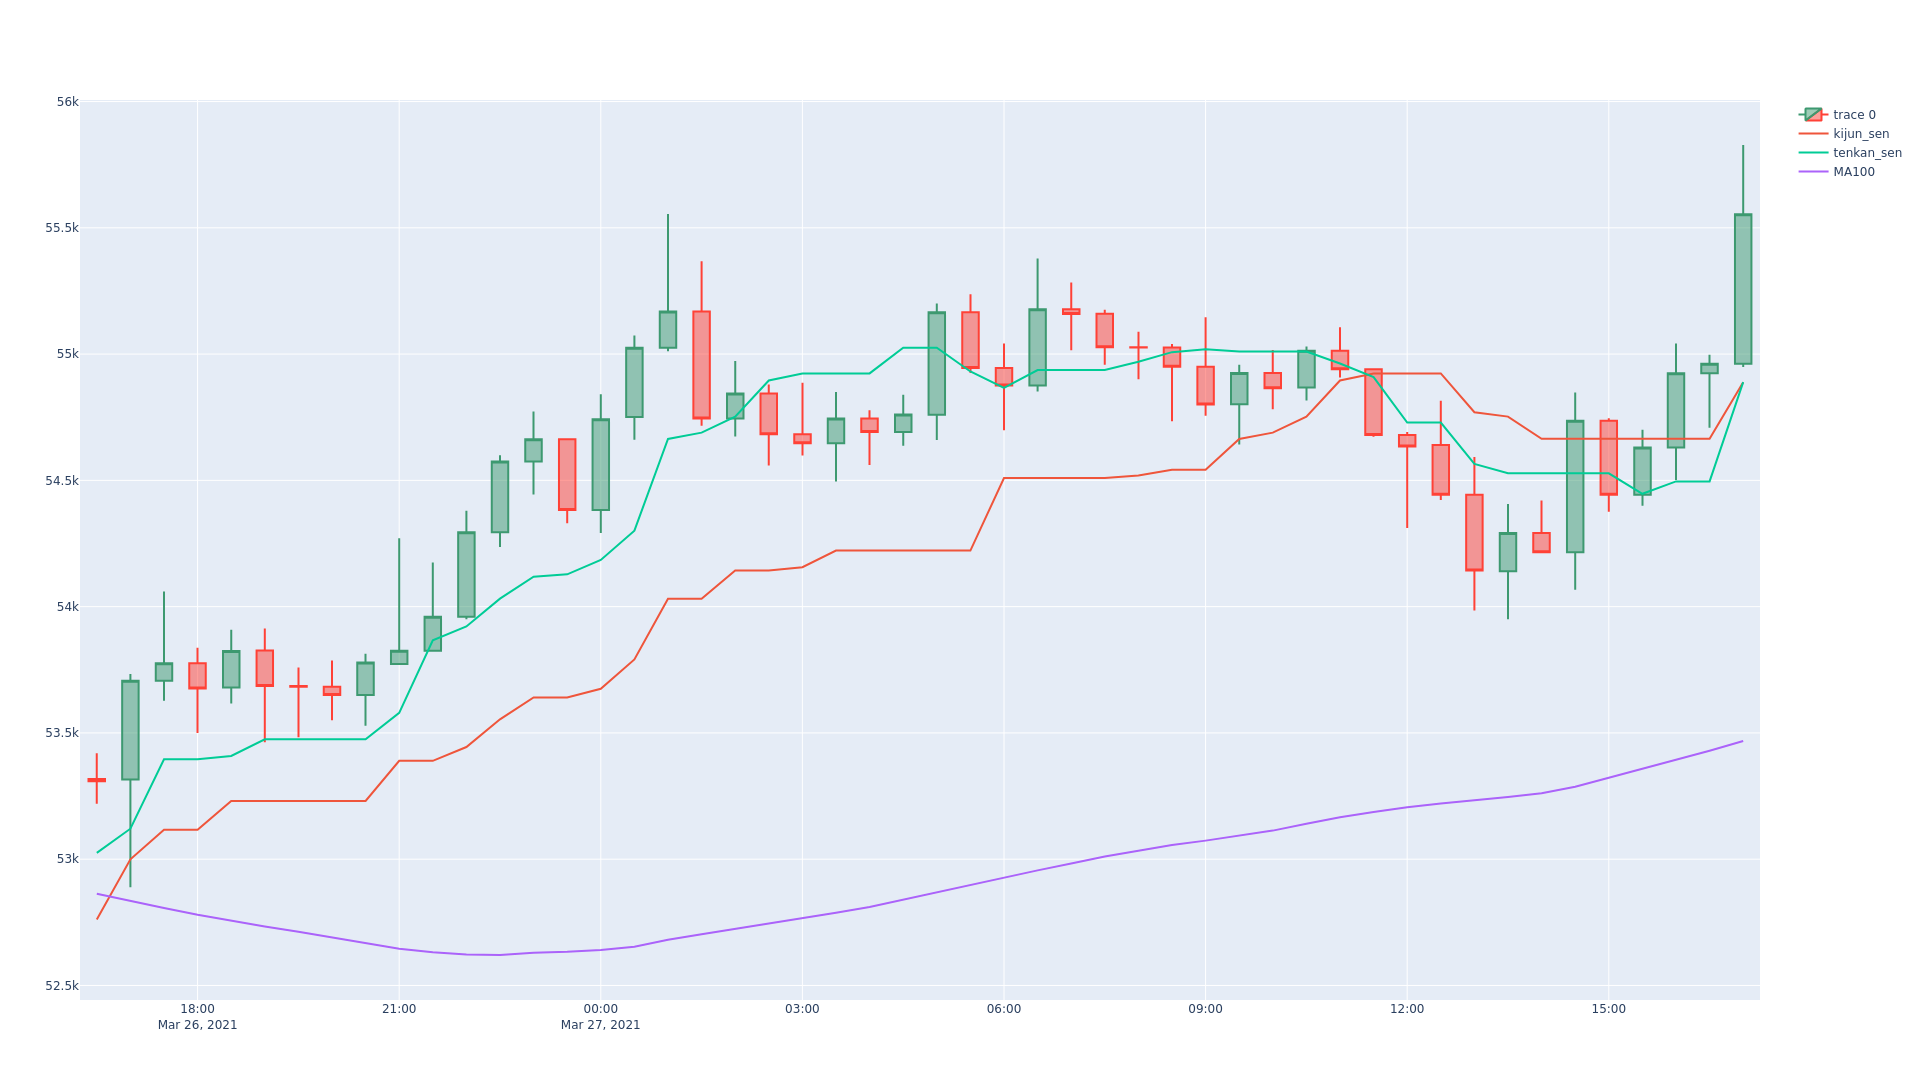 56k
55.5k
55k
54.5k
54k
53.5k
53k
52.5k
18:00
Mar 26, 2021
21:00
00:00
Mar 27, 2021
03:00
06:00
09:00
12:00
15:00
trace 0
kijun_sen
tenkan_sen
MA100